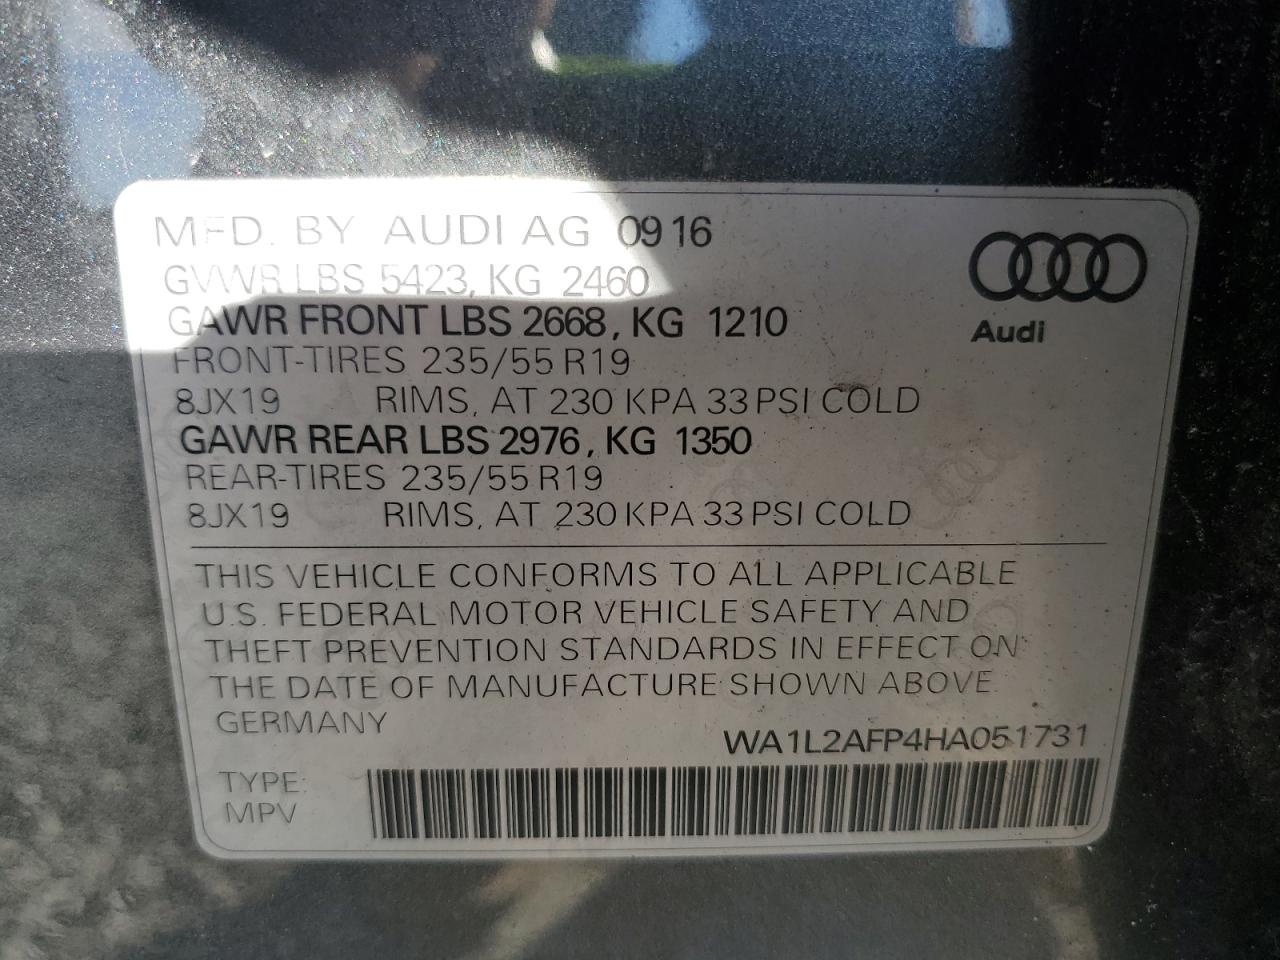 MFD. BY AUDI AG 09 16
GVWR LBS 5423, KG 2460
GAWR FRONT LBS 2668, KG 1210
FRONT-TIRES 235/55 R19
8JX19 RIMS, AT 230 KPA 33 PSI COLD
GAWR REAR LBS 2976, KG 1350
REAR-TIRES 235/55 R19
8JX19 RIMS, AT 230 KPA 33 PSI COLD
Audi
THIS VEHICLE CONFORMS TO ALL APPLICABLE
U.S. FEDERAL MOTOR VEHICLE SAFETY AND
THEFT PREVENTION STANDARDS IN EFFECT ON
THE DATE OF MANUFACTURE SHOWN ABOVE.
GERMANY
WA1L2AFP4HA051731
TYPE:
MPV